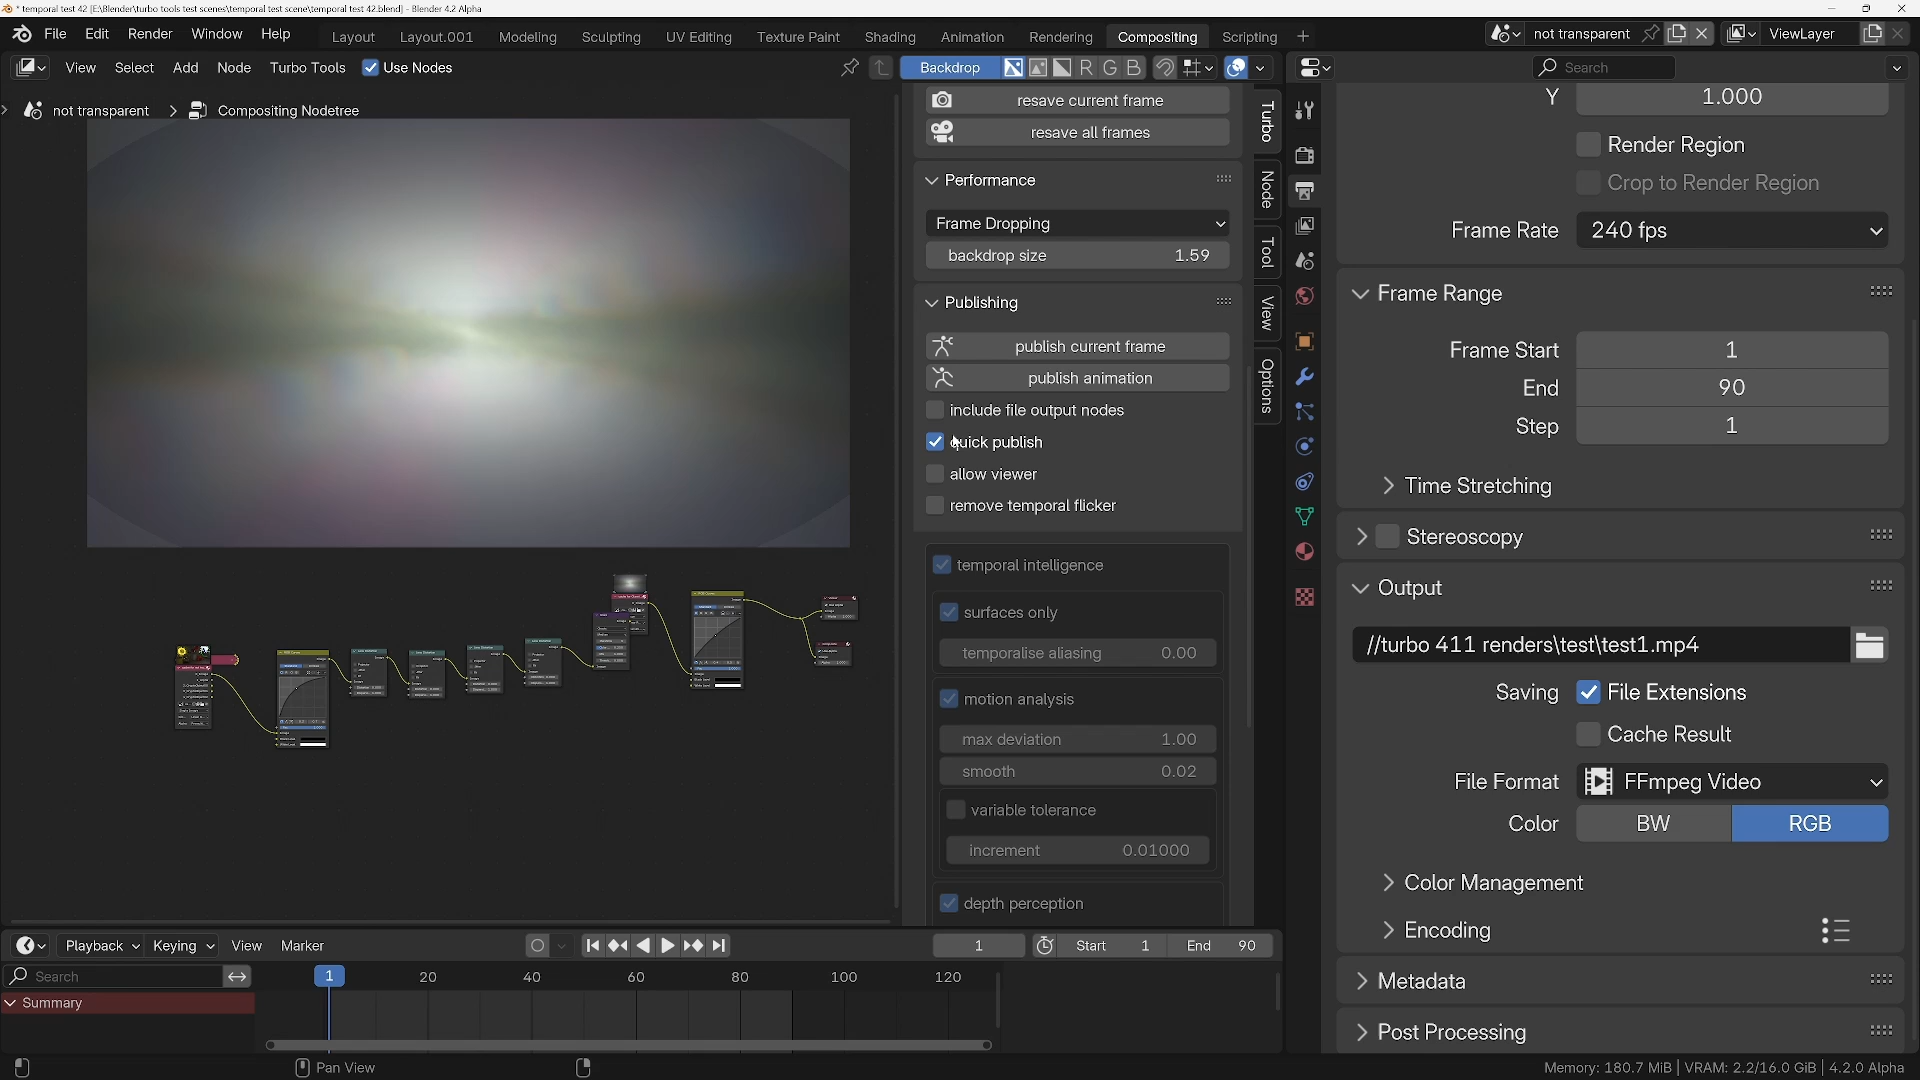 * temporal test 42 [E:\Blender\turbo tools test scenes\temporal test scene\temporal test 42.blend] - Blender 4.2 Alpha
File Edit Render Window Help
Layout Layout.001 Modeling Sculpting UV Editing Texture Paint Shading Animation Rendering Compositing Scripting +
not transparent
ViewLayer
View Select Add Node Turbo Tools Use Nodes
Backdrop
R G B
Search
not transparent > Compositing Nodetree
resave current frame
resave all frames
Performance
Frame Dropping
backdrop size 1.59
Publishing
publish current frame
publish animation
include file output nodes
quick publish
allow viewer
remove temporal flicker
temporal intelligence
surfaces only
temporalise aliasing 0.00
motion analysis
max deviation 1.00
smooth 0.02
variable tolerance
increment 0.01000
depth perception
Turbo
Node
Tool
View
Options
Y 1.000
Render Region
Crop to Render Region
Frame Rate 240 fps
Frame Range
Frame Start 1
End 90
Step 1
Time Stretching
Stereoscopy
Output
//turbo 411 renders\test\test1.mp4
Saving File Extensions
Cache Result
File Format FFmpeg Video
Color BW RGB
Color Management
Encoding
Metadata
Post Processing
Playback Keying View Marker
1
Start 1 End 90
Search
1 20 40 60 80 100 120
Summary
Pan View
Memory: 180.7 MiB | VRAM: 2.2/16.0 GiB | 4.2.0 Alpha